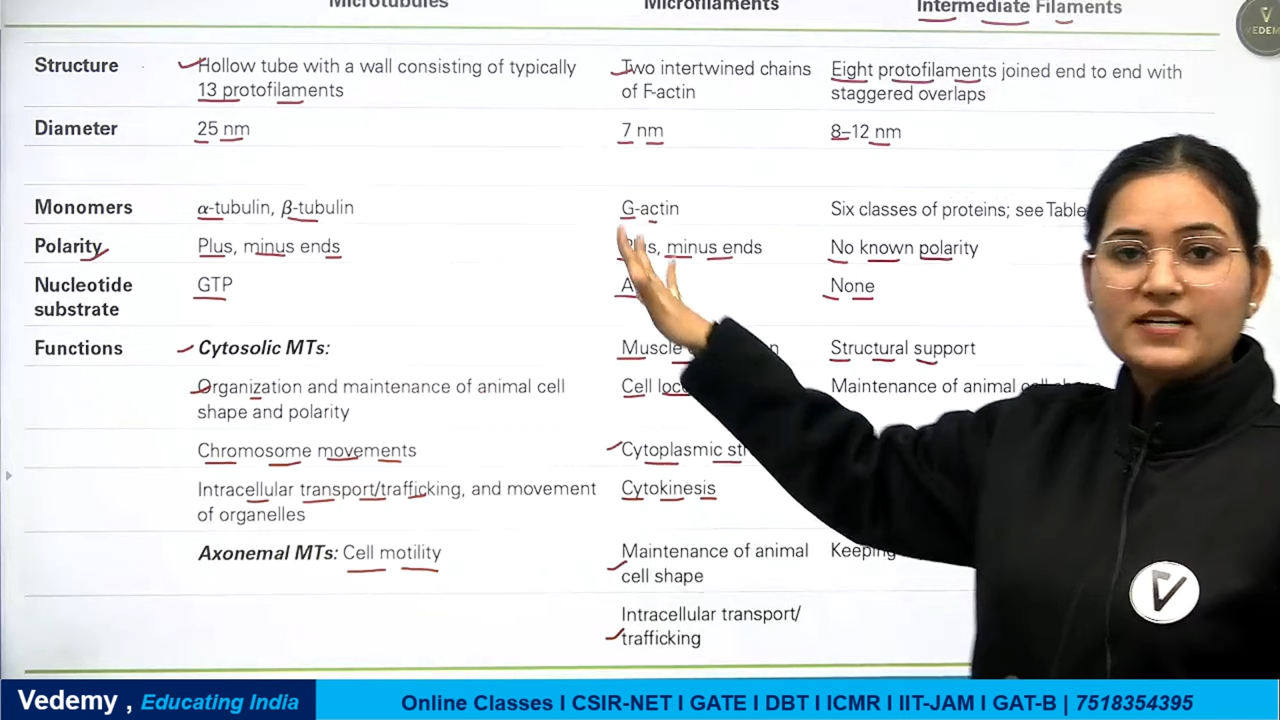 Microtubules Microfilaments Intermediate Filaments
VEDEM
Structure Hollow tube with a wall consisting of typically Two intertwined chains Eight protofilaments joined end to end with
13 protofilaments of F-actin staggered overlaps
Diameter 25 nm 7 nm 8–12 nm
Monomers α-tubulin, β-tubulin G-actin Six classes of proteins; see Table
Polarity Plus, minus ends Plus, minus ends No known polarity
Nucleotide GTP None
substrate
Functions Cytosolic MTs: Muscle Structural support
Organization and maintenance of animal cell Cell Maintenance of animal cell shape
shape and polarity
Chromosome movements Cytoplasmic
Intracellular transport/trafficking, and movement Cytokinesis
of organelles
Axonemal MTs: Cell motility Maintenance of animal Keeping
cell shape
Intracellular transport/
trafficking
Vedemy , Educating India Online Classes I CSIR-NET I GATE I DBT I ICMR I IIT-JAM I GAT-B | 7518354395